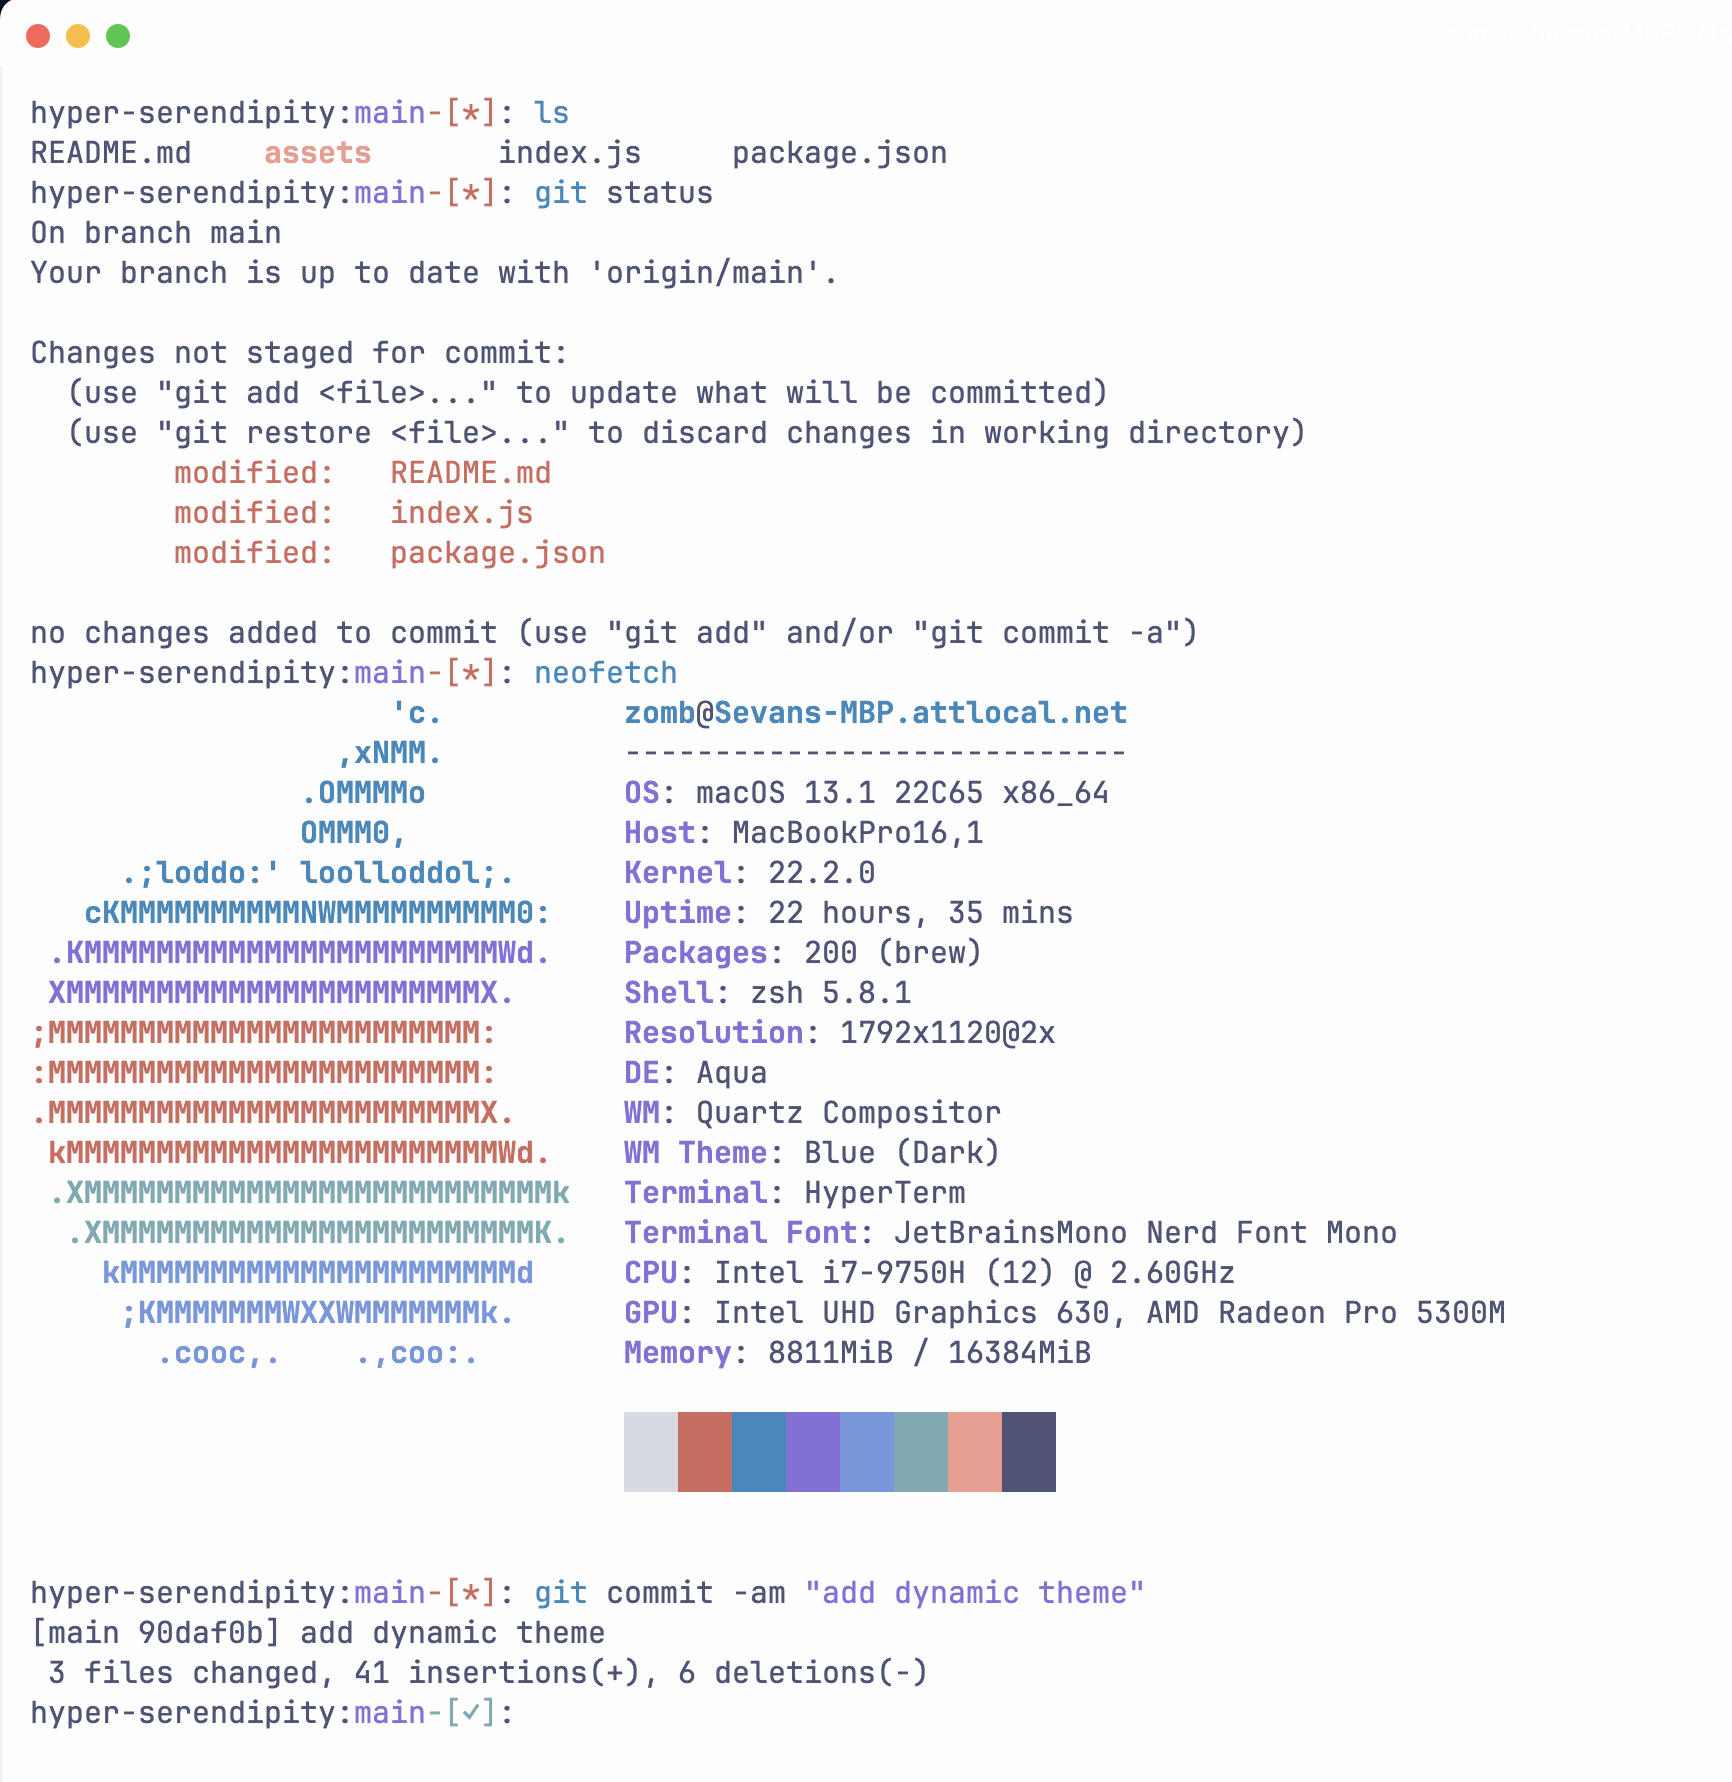 hyper-serendipity:main-[*]: ls
README.md    assets       index.js     package.json
hyper-serendipity:main-[*]: git status
On branch main
Your branch is up to date with 'origin/main'.

Changes not staged for commit:
  (use "git add <file>..." to update what will be committed)
  (use "git restore <file>..." to discard changes in working directory)
        modified:   README.md
        modified:   index.js
        modified:   package.json

no changes added to commit (use "git add" and/or "git commit -a")
hyper-serendipity:main-[*]: neofetch
                    'c.          zomb@Sevans-MBP.attlocal.net
                 ,xNMM.          ----------------------------
               .OMMMMo           OS: macOS 13.1 22C65 x86_64
               OMMM0,            Host: MacBookPro16,1
     .;loddo:' loolloddol;.      Kernel: 22.2.0
   cKMMMMMMMMMMNWMMMMMMMMMM0:    Uptime: 22 hours, 35 mins
 .KMMMMMMMMMMMMMMMMMMMMMMMWd.    Packages: 200 (brew)
 XMMMMMMMMMMMMMMMMMMMMMMMX.      Shell: zsh 5.8.1
;MMMMMMMMMMMMMMMMMMMMMMMM:       Resolution: 1792x1120@2x
:MMMMMMMMMMMMMMMMMMMMMMMM:       DE: Aqua
.MMMMMMMMMMMMMMMMMMMMMMMMX.      WM: Quartz Compositor
 kMMMMMMMMMMMMMMMMMMMMMMMMWd.    WM Theme: Blue (Dark)
 .XMMMMMMMMMMMMMMMMMMMMMMMMMMk   Terminal: HyperTerm
  .XMMMMMMMMMMMMMMMMMMMMMMMMK.   Terminal Font: JetBrainsMono Nerd Font Mono
    kMMMMMMMMMMMMMMMMMMMMMMd     CPU: Intel i7-9750H (12) @ 2.60GHz
     ;KMMMMMMMWXXWMMMMMMMk.      GPU: Intel UHD Graphics 630, AMD Radeon Pro 5300M
       .cooc,.    .,coo:.        Memory: 8811MiB / 16384MiB

hyper-serendipity:main-[*]: git commit -am "add dynamic theme"
[main 90daf0b] add dynamic theme
 3 files changed, 41 insertions(+), 6 deletions(-)
hyper-serendipity:main-[✓]: